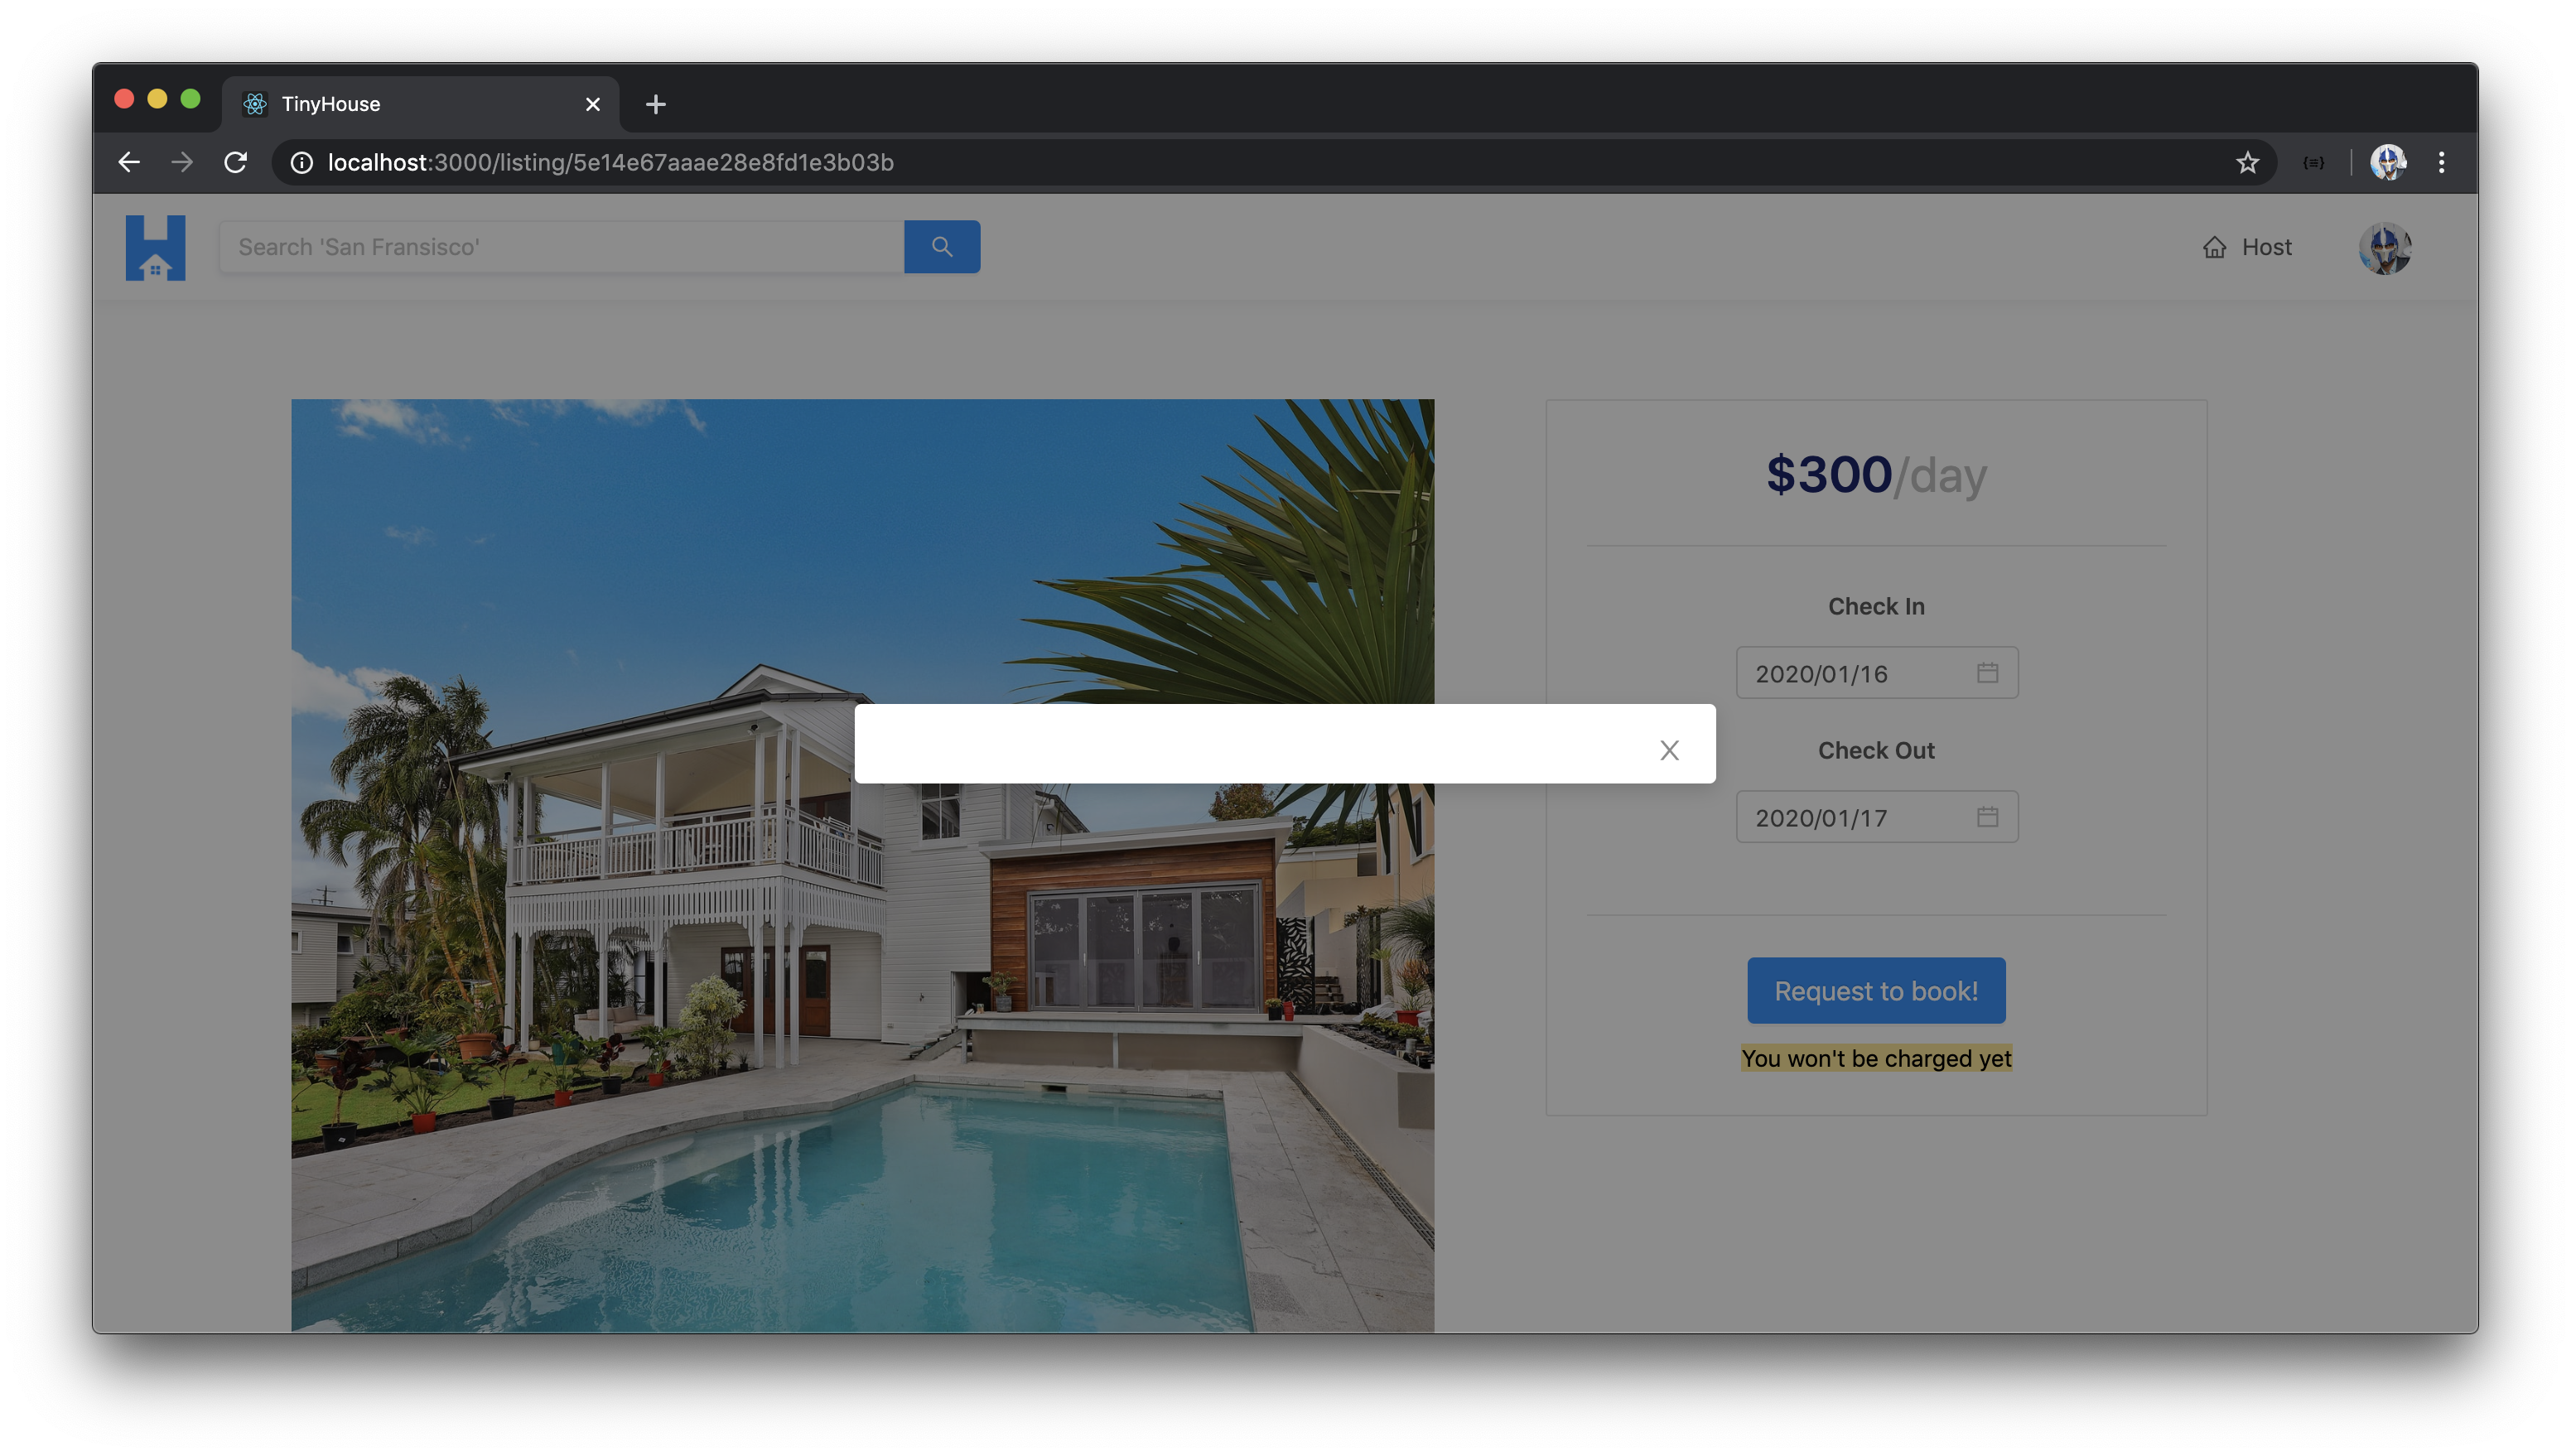 TinyHouse
localhost:3000/listing/5e14e67aaae28e8fd1e3b03b
Search 'San Fransisco'
Host
$300/day
Check In
2020/01/16
Check Out
2020/01/17
Request to book!
You won't be charged yet